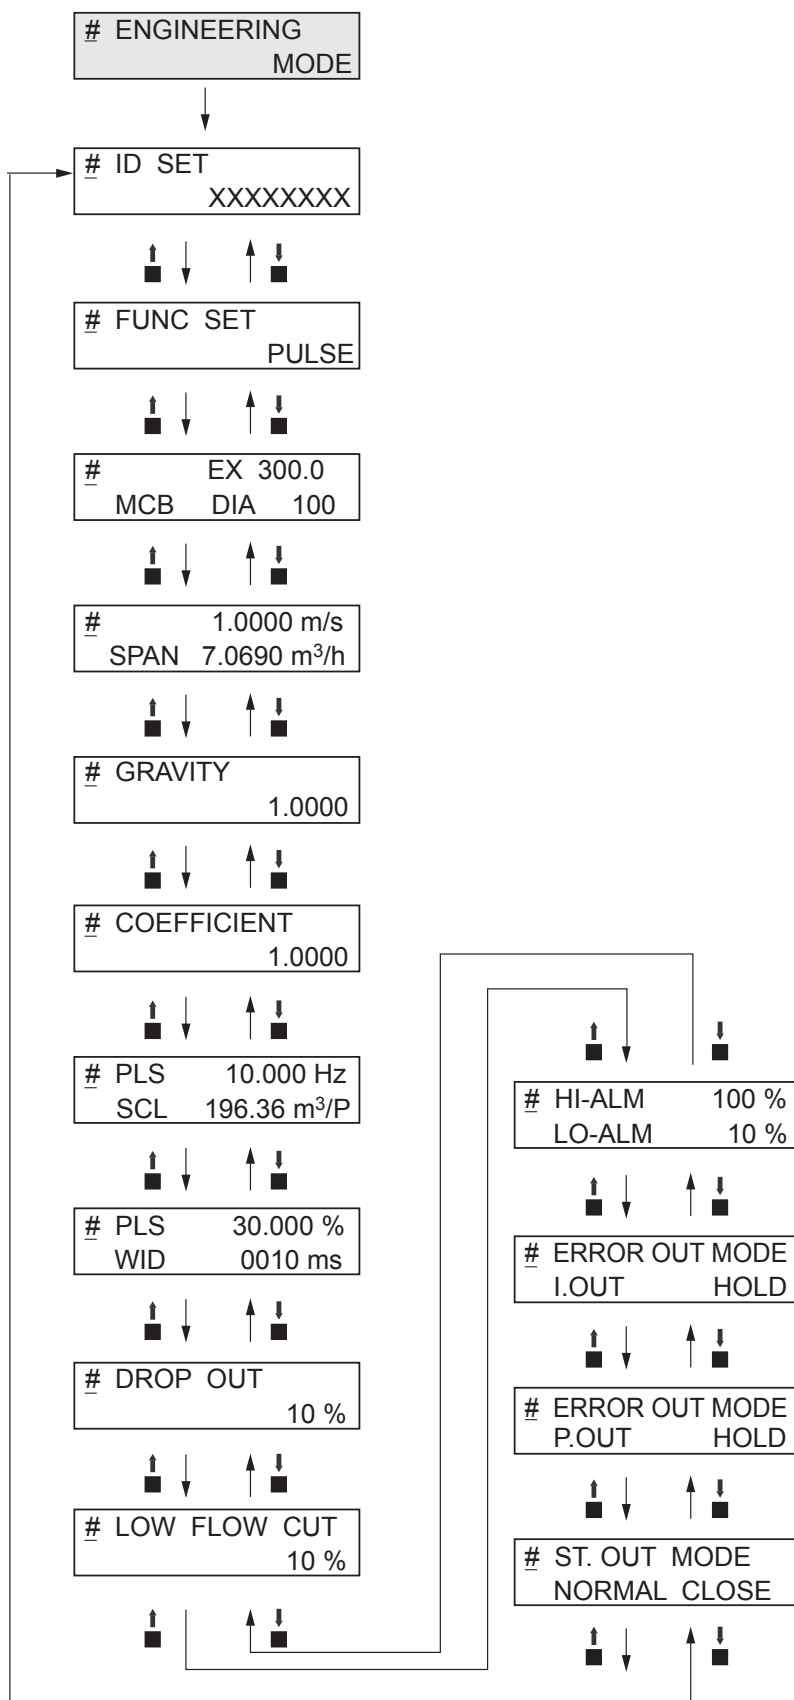 # ENGINEERING
MODE
# ID SET
XXXXXXXX
# FUNC SET
PULSE
# EX 300.0
MCB DIA 100
# 1.0000 m/s
SPAN 7.0690 m³/h
# GRAVITY
1.0000
# COEFFICIENT
1.0000
# PLS 10.000 Hz
SCL 196.36 m³/P
# PLS 30.000 %
WID 0010 ms
# DROP OUT
10 %
# LOW FLOW CUT
10 %
# HI-ALM 100 %
LO-ALM 10 %
# ERROR OUT MODE
I.OUT HOLD
# ERROR OUT MODE
P.OUT HOLD
# ST. OUT MODE
NORMAL CLOSE